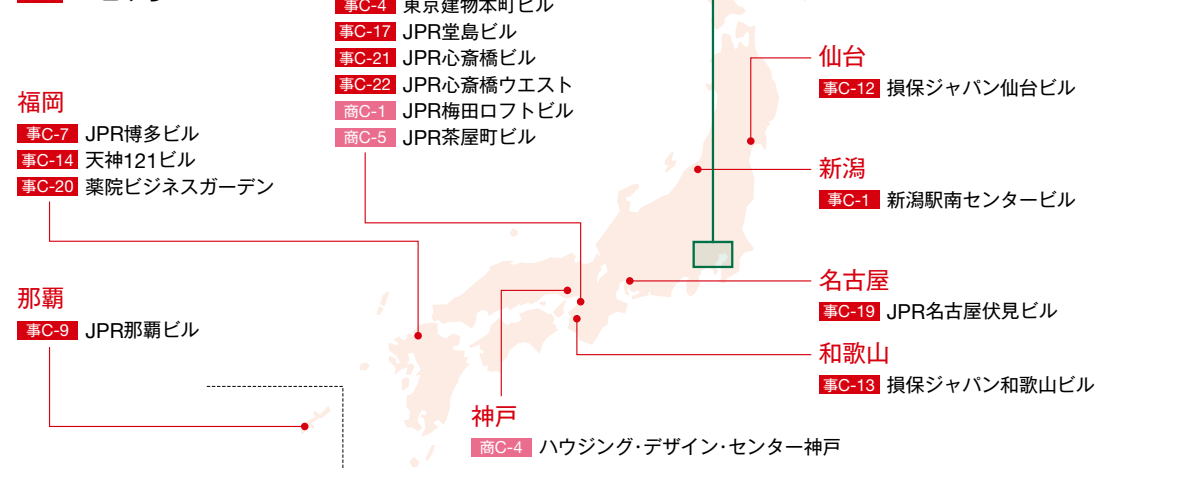 事C-4 東京建物本町ビル
事C-17 JPR堂島ビル
事C-21 JPR心斎橋ビル
事C-22 JPR心斎橋ウエスト
商C-1 JPR梅田ロフトビル
商C-5 JPR茶屋町ビル
福岡
事C-7 JPR博多ビル
事C-14 天神121ビル
事C-20 薬院ビジネスガーデン
那覇
事C-9 JPR那覇ビル
神戸
商C-4 ハウジング・デザイン・センター神戸
仙台
事C-12 損保ジャパン仙台ビル
新潟
事C-1 新潟駅南センタービル
名古屋
事C-19 JPR名古屋伏見ビル
和歌山
事C-13 損保ジャパン和歌山ビル